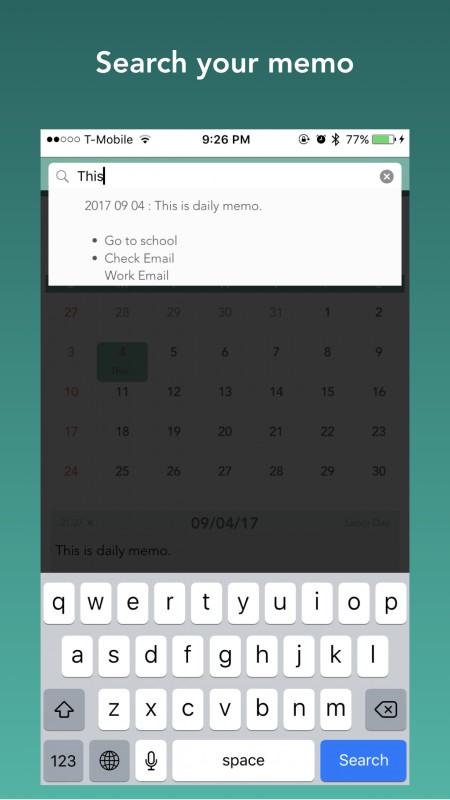 Search your memo
T-Mobile 9:26 PM 77%
This
2017 09 04 : This is daily memo.
• Go to school
• Check Email
Work Email
27 28 29 30 31 1 2
3 4 5 6 7 8 9
This
10 11 12 13 14 15 16
17 18 19 20 21 22 23
24 25 26 27 28 29 30
09/04/17 Labor Day
This is daily memo.
q w e r t y u i o p
a s d f g h j k l
z x c v b n m
123 space Search